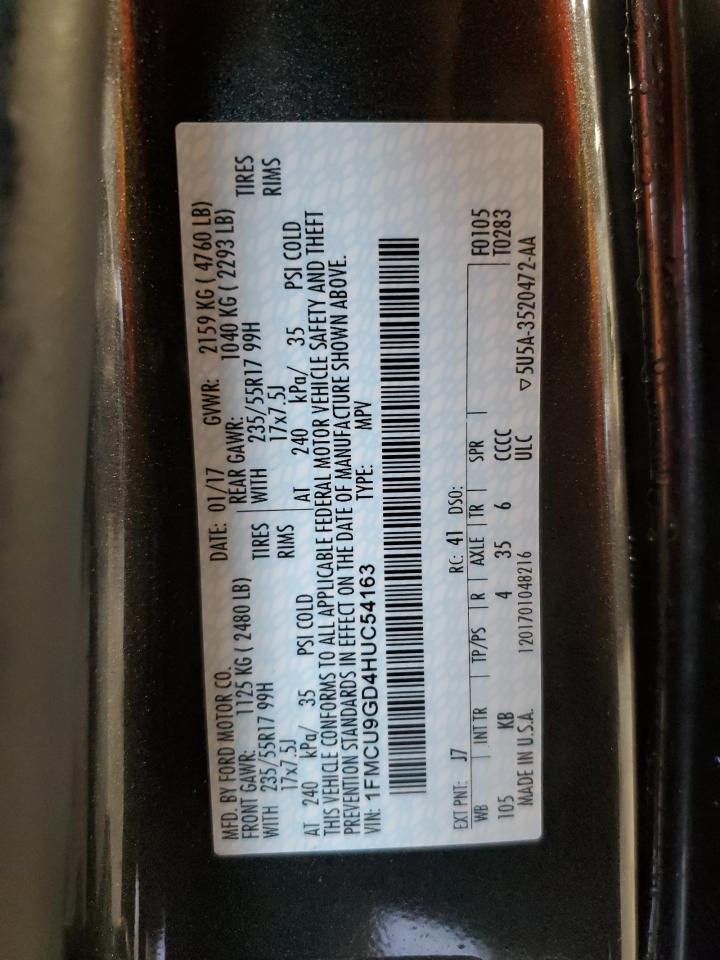 MFD. BY FORD MOTOR CO.
DATE: 01/17 GVWR: 2159 KG ( 4760 LB)
FRONT GAWR: 1125 KG ( 2480 LB)
REAR GAWR: 1040 KG ( 2293 LB)
WITH 235/55R17 99H TIRES
WITH 235/55R17 99H TIRES
17x7.5J RIMS
17x7.5J RIMS
AT 240 kPa/ 35 PSI COLD
AT 240 kPa/ 35 PSI COLD
THIS VEHICLE CONFORMS TO ALL APPLICABLE FEDERAL MOTOR VEHICLE SAFETY AND THEFT
PREVENTION STANDARDS IN EFFECT ON THE DATE OF MANUFACTURE SHOWN ABOVE.
VIN: 1FMCU9GD4HUC54163 TYPE: MPV
EXT PNT: J7 RC: 41 DSO:
WB INT TR TP/PS R AXLE TR SPR F0105
T0283
105 KB 4 35 6 CCCC
ULC
MADE IN U.S.A. 1201701048216 ▽5U5A-3520472-AA